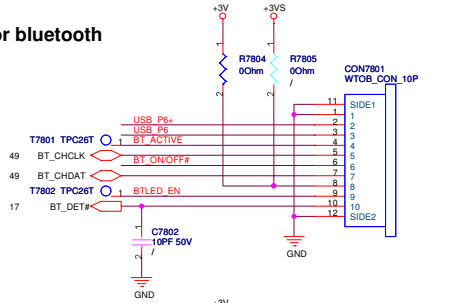 +3V +3VS
or bluetooth
1 1
R7804 R7805
0Ohm 0Ohm
/
2 2
CON7801
WTOB_CON_10P
11 SIDE1
1 1
USB_P6+ 2 2
USB_P6 3 3
T7801 TPC26T 1 BT_ACTIVE 4 4
49 BT_CHCLK 5 5
BT_ON/OFF# 6 6
49 BT_CHDAT 7 7
8 8
T7802 TPC26T 1 BTLED_EN 9 9
17 BT_DET# 10 10
12 SIDE2
1
C7802
10PF 50V
/
2
GND
GND
+3V